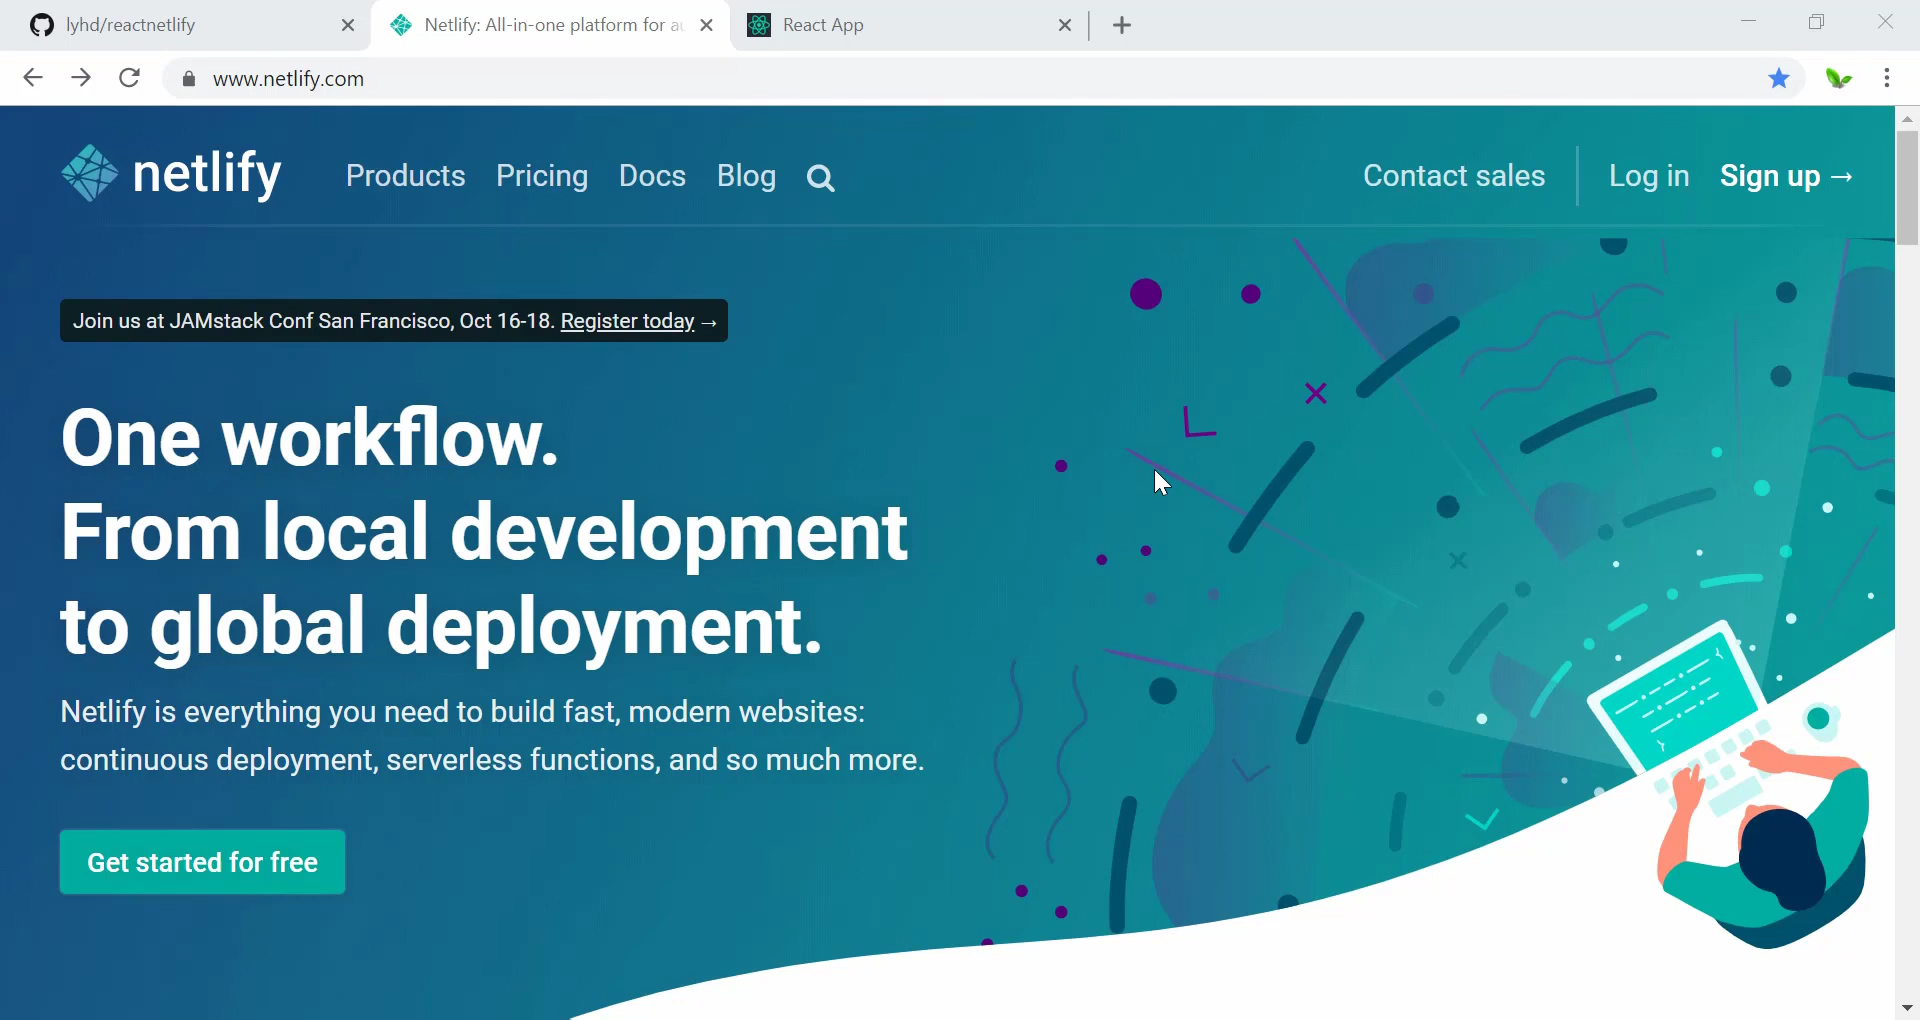 lyhd/reactnetlify
Netlify: All-in-one platform for au
React App
www.netlify.com
netlify
Products
Pricing
Docs
Blog
Contact sales
Log in
Sign up →
Join us at JAMstack Conf San Francisco, Oct 16-18. Register today →
One workflow.
From local development
to global deployment.
Netlify is everything you need to build fast, modern websites:
continuous deployment, serverless functions, and so much more.
Get started for free